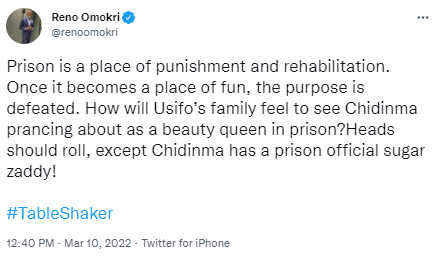 Reno Omokri
@renoomokri
Prison is a place of punishment and rehabilitation.
Once it becomes a place of fun, the purpose is
defeated. How will Usifo’s family feel to see Chidinma
prancing about as a beauty queen in prison?Heads
should roll, except Chidinma has a prison official sugar
zaddy!
#TableShaker
12:40 PM · Mar 10, 2022 · Twitter for iPhone